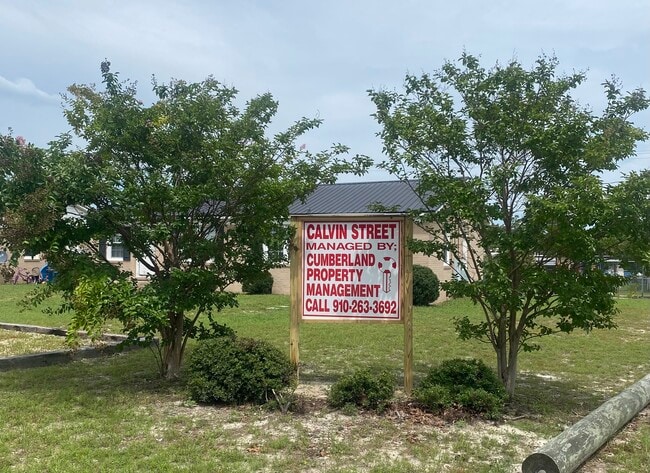 CALVIN STREET
MANAGED BY;
CUMBERLAND
PROPERTY
MANAGEMENT
CALL 910-263-3692